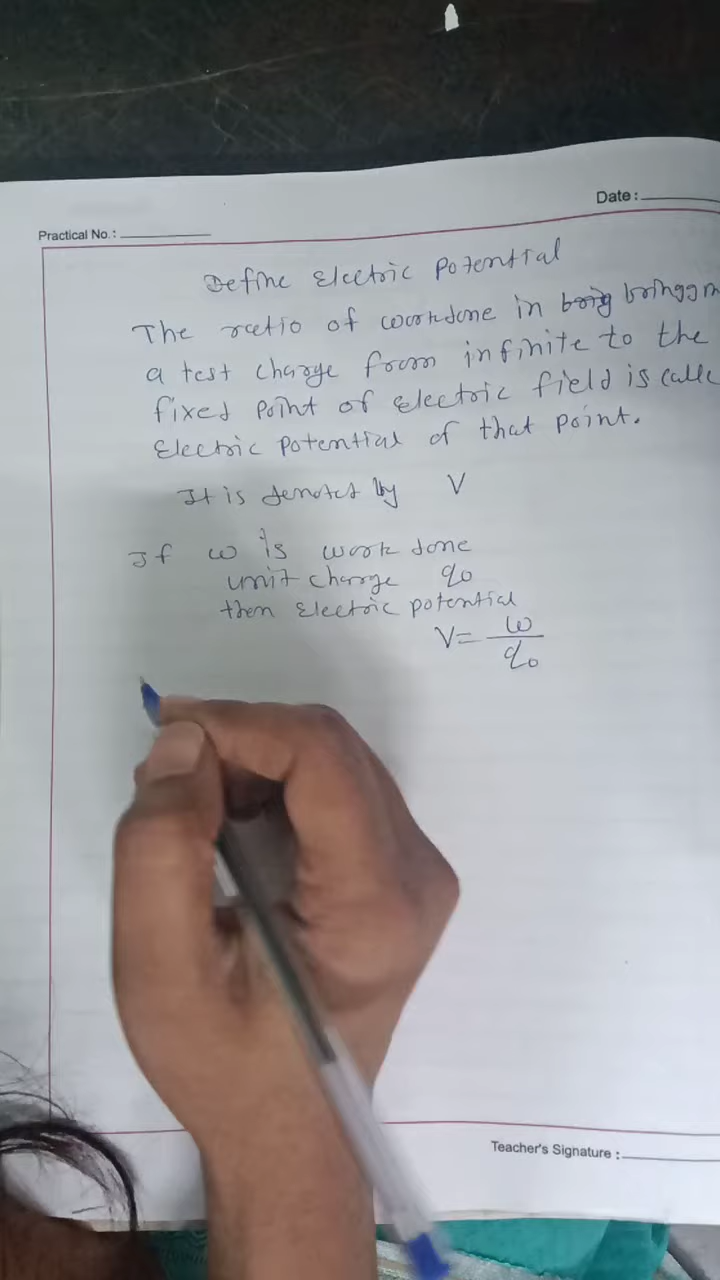 Date :
Practical No. :
Define Electric Potential
The ratio of workdone in bring bringgin
a test charge from infinite to the
fixed point of electric field is calle
Electric Potential of that point.
It is denoted by V
If w is work done
unit charge q0
then Electric potential
V = w/q0
Teacher's Signature :